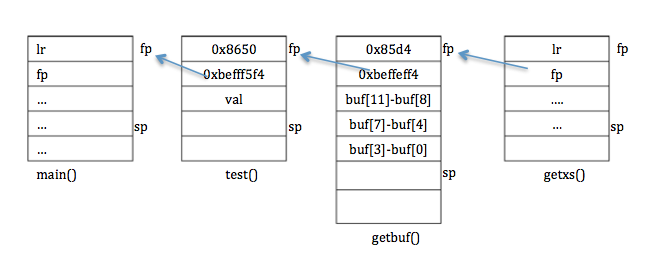 lr fp 0x8650 fp 0x85d4 fp lr fp
fp 0xbefff5f4 0xbeffeff4 fp
... val buf[11]-buf[8] ....
... sp sp buf[7]-buf[4] ... sp
... buf[3]-buf[0]
main() test() sp getxs()
getbuf()